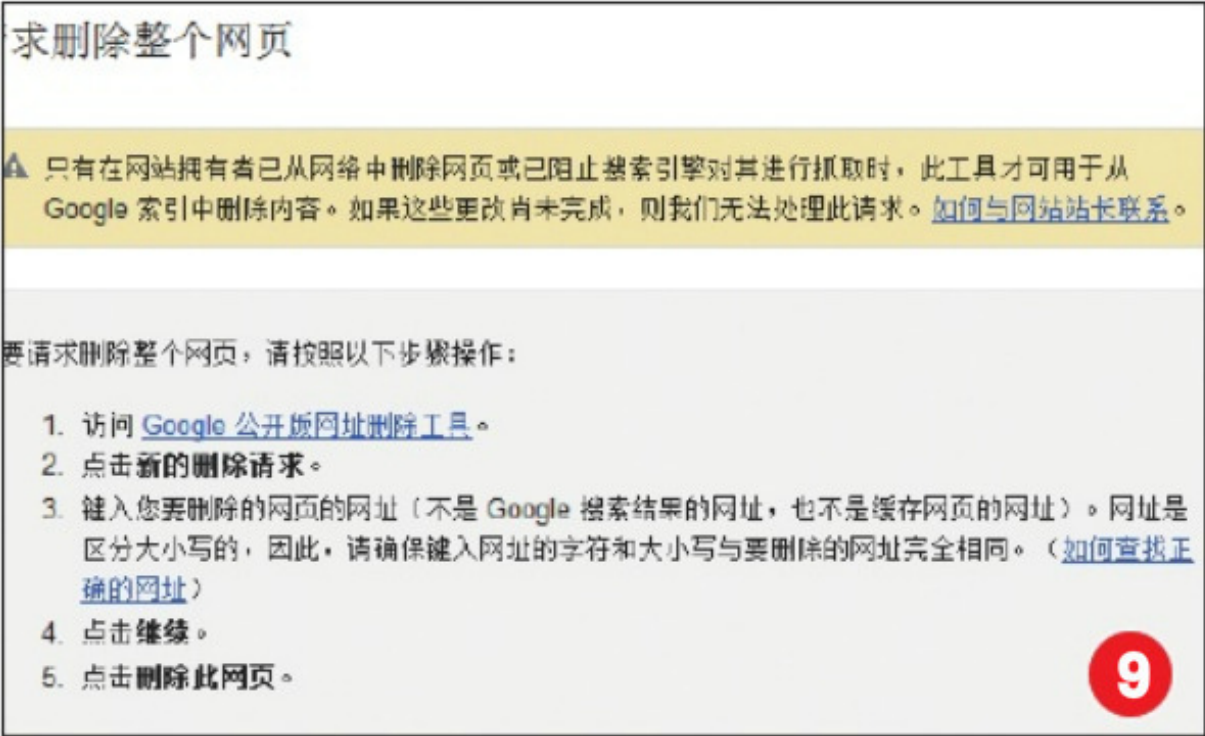 求删除整个网页
只有在网站拥有者已从网络中删除网页或已阻止搜索引擎对其进行抓取时，此工具才可用于从
Google 索引中删除内容。如果这些更改尚未完成，则我们无法处理此请求。如何与网站站长联系。
要请求删除整个网页，请按照以下步骤操作：
1. 访问 Google 公开版网址删除工具。
2. 点击新的删除请求。
3. 键入您要删除的网页的网址（不是 Google 搜索结果的网址，也不是缓存网页的网址）。网址是
区分大小写的，因此，请确保键入网址的字符和大小写与要删除的网址完全相同。（如何查找正
确的网址）
4. 点击继续。
5. 点击删除此网页。
9